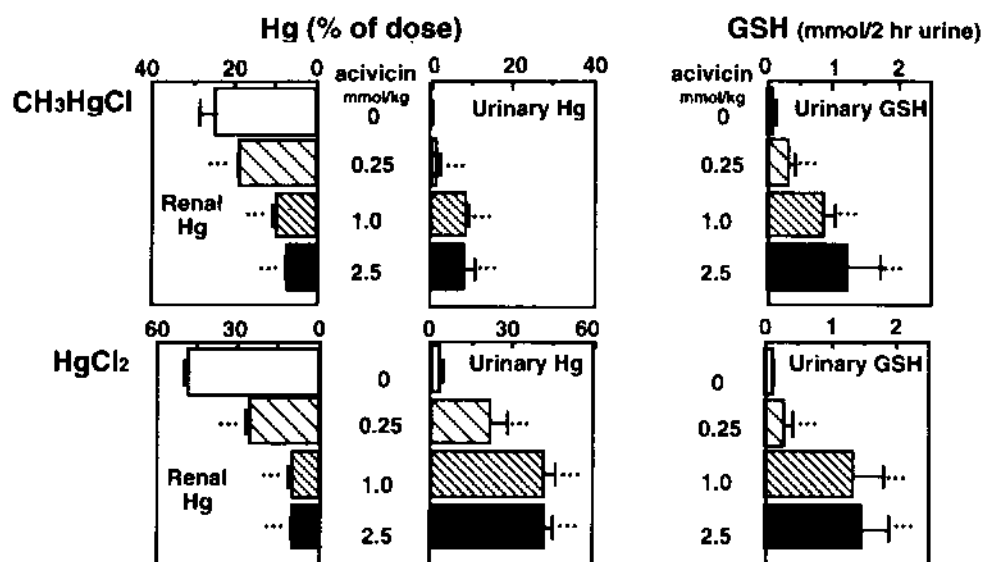 Hg (% of dose)
GSH (mmol/2 hr urine)
40 20 0
acivicin
mmol/kg
0 20 40
acivicin
mmol/kg
0 1 2
CH₃HgCl
0
Urinary Hg
0
Urinary GSH
0.25
...
0.25
...
Renal
Hg
...
1.0
...
1.0
...
...
2.5
...
2.5
...
60 30 0
0 30 60
0 1 2
HgCl₂
0
Urinary Hg
0
Urinary GSH
...
0.25
...
0.25
...
Renal
Hg
...
1.0
...
1.0
...
...
2.5
...
2.5
...